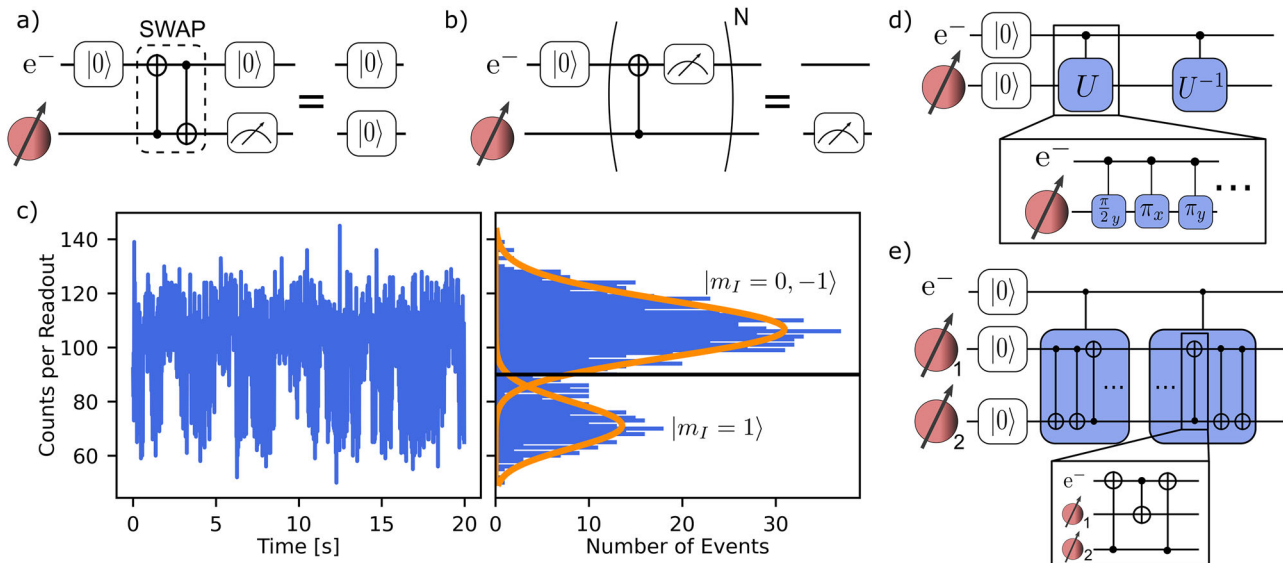 a)
SWAP
e⁻ |0⟩ |0⟩ = |0⟩
|0⟩
b)
N
e⁻ |0⟩ =
c)
Counts per Readout
140
120
100
80
60
0 5 10 15 20
Time [s]
|m_I = 0, −1⟩
|m_I = 1⟩
0 10 20 30
Number of Events
d)
e⁻ |0⟩
|0⟩ U U⁻¹
e⁻
π/2 y π_x π_y ...
e)
e⁻ |0⟩
1 |0⟩
... ...
2 |0⟩
e⁻
1
2